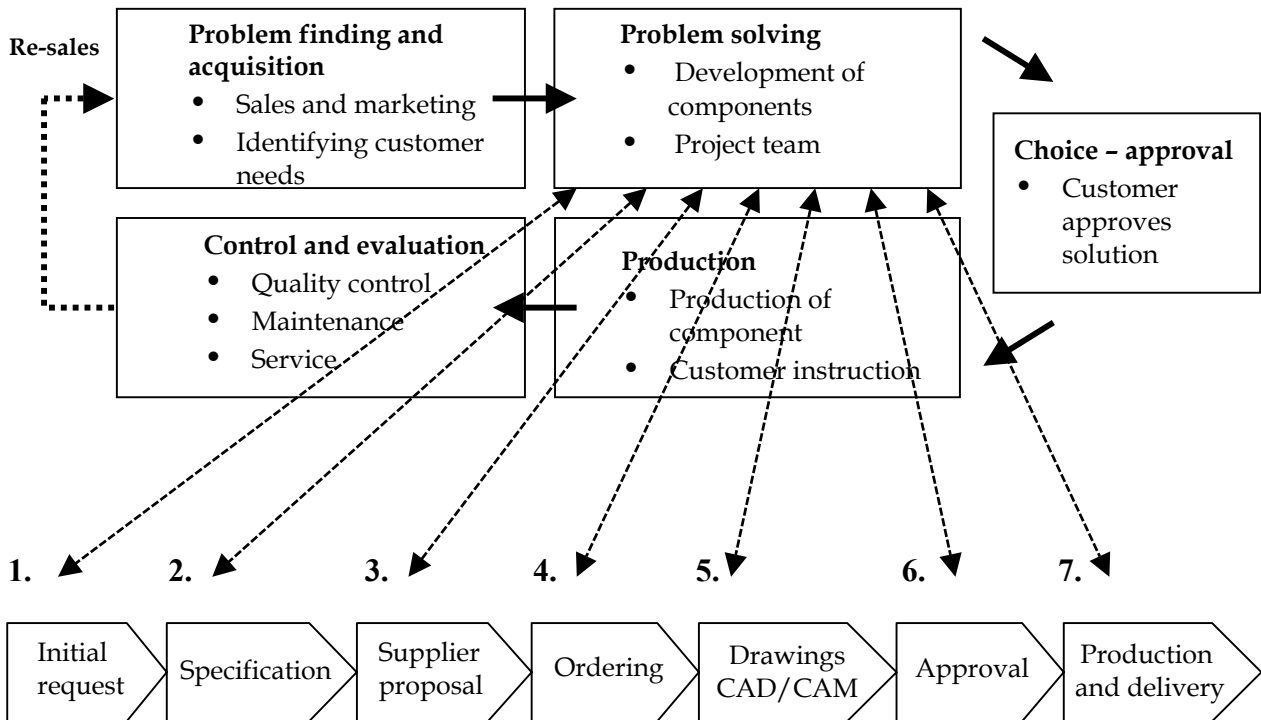 Re-sales
Problem finding and
acquisition
• Sales and marketing
• Identifying customer
needs
Problem solving
• Development of
components
• Project team
Choice – approval
• Customer
approves
solution
Control and evaluation
• Quality control
• Maintenance
• Service
Production
• Production of
component
• Customer instruction
1. 2. 3. 4. 5. 6. 7.
Initial
request
Specification
Supplier
proposal
Ordering
Drawings
CAD/CAM
Approval
Production
and delivery